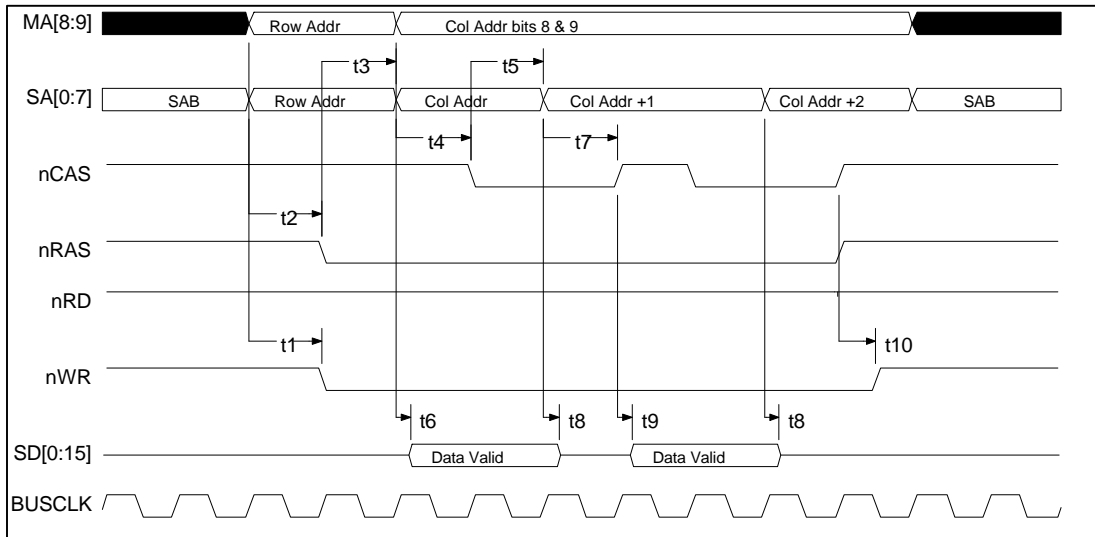 MA[8:9] Row Addr Col Addr bits 8 & 9
t3 t5
SA[0:7] SAB Row Addr Col Addr Col Addr +1 Col Addr +2 SAB
t4 t7
nCAS
t2
nRAS
nRD
t1 t10
nWR
t6 t8 t9 t8
SD[0:15] Data Valid Data Valid
BUSCLK